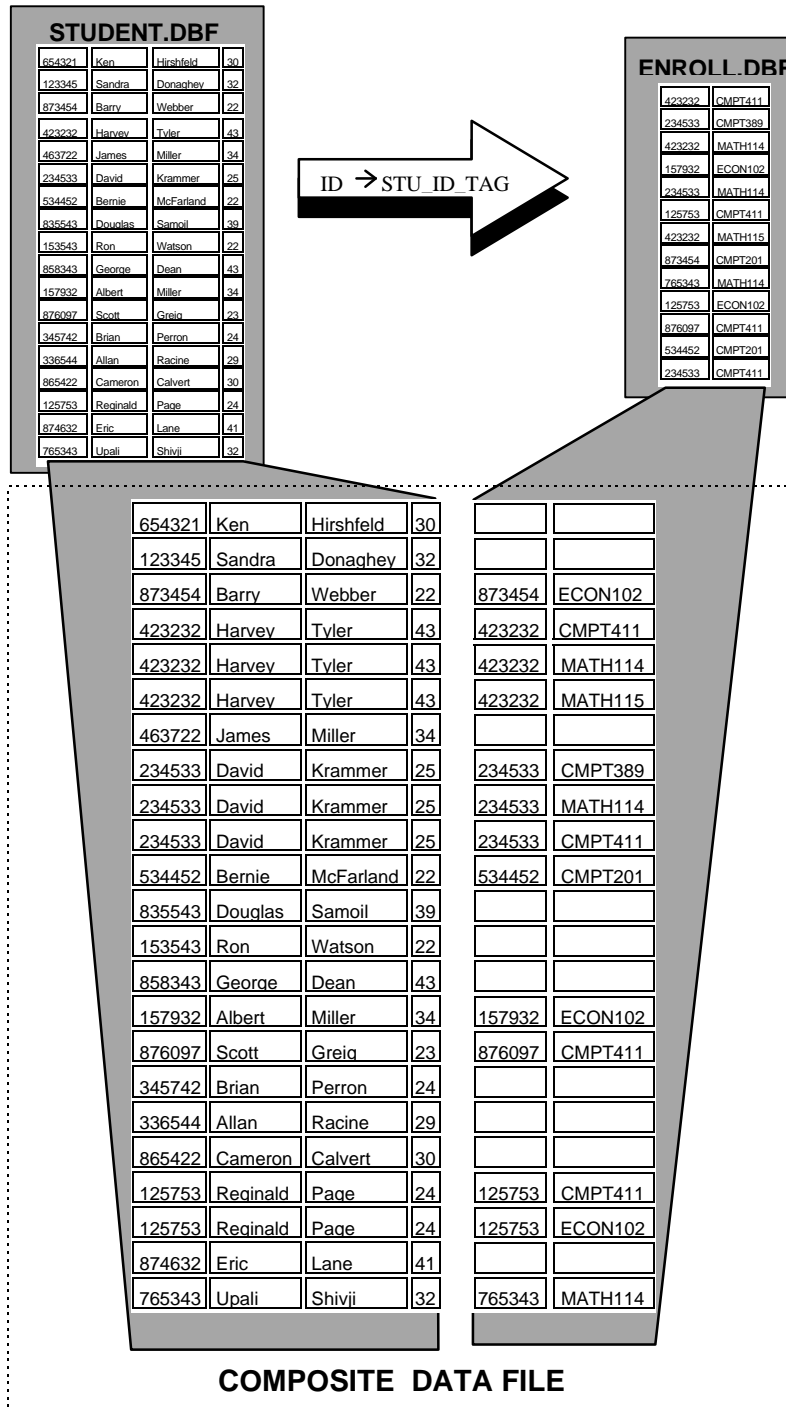 STUDENT.DBF
654321 Ken Hirshfeld 30
123345 Sandra Donaghey 32
873454 Barry Webber 22
423232 Harvey Tyler 43
463722 James Miller 34
234533 David Krammer 25
534452 Bernie McFarland 22
835543 Douglas Samoil 39
153543 Ron Watson 22
858343 George Dean 43
157932 Albert Miller 34
876097 Scott Greig 23
345742 Brian Perron 24
336544 Allan Racine 29
865422 Cameron Calvert 30
125753 Reginald Page 24
874632 Eric Lane 41
765343 Upali Shivji 32
ID → STU_ID_TAG
ENROLL.DBF
423232 CMPT411
234533 CMPT389
423232 MATH114
157932 ECON102
234533 MATH114
125753 CMPT411
423232 MATH115
873454 CMPT201
765343 MATH114
125753 ECON102
876097 CMPT411
534452 CMPT201
234533 CMPT411
654321 Ken Hirshfeld 30
123345 Sandra Donaghey 32
873454 Barry Webber 22 873454 ECON102
423232 Harvey Tyler 43 423232 CMPT411
423232 Harvey Tyler 43 423232 MATH114
423232 Harvey Tyler 43 423232 MATH115
463722 James Miller 34
234533 David Krammer 25 234533 CMPT389
234533 David Krammer 25 234533 MATH114
234533 David Krammer 25 234533 CMPT411
534452 Bernie McFarland 22 534452 CMPT201
835543 Douglas Samoil 39
153543 Ron Watson 22
858343 George Dean 43
157932 Albert Miller 34 157932 ECON102
876097 Scott Greig 23 876097 CMPT411
345742 Brian Perron 24
336544 Allan Racine 29
865422 Cameron Calvert 30
125753 Reginald Page 24 125753 CMPT411
125753 Reginald Page 24 125753 ECON102
874632 Eric Lane 41
765343 Upali Shivji 32 765343 MATH114
COMPOSITE DATA FILE